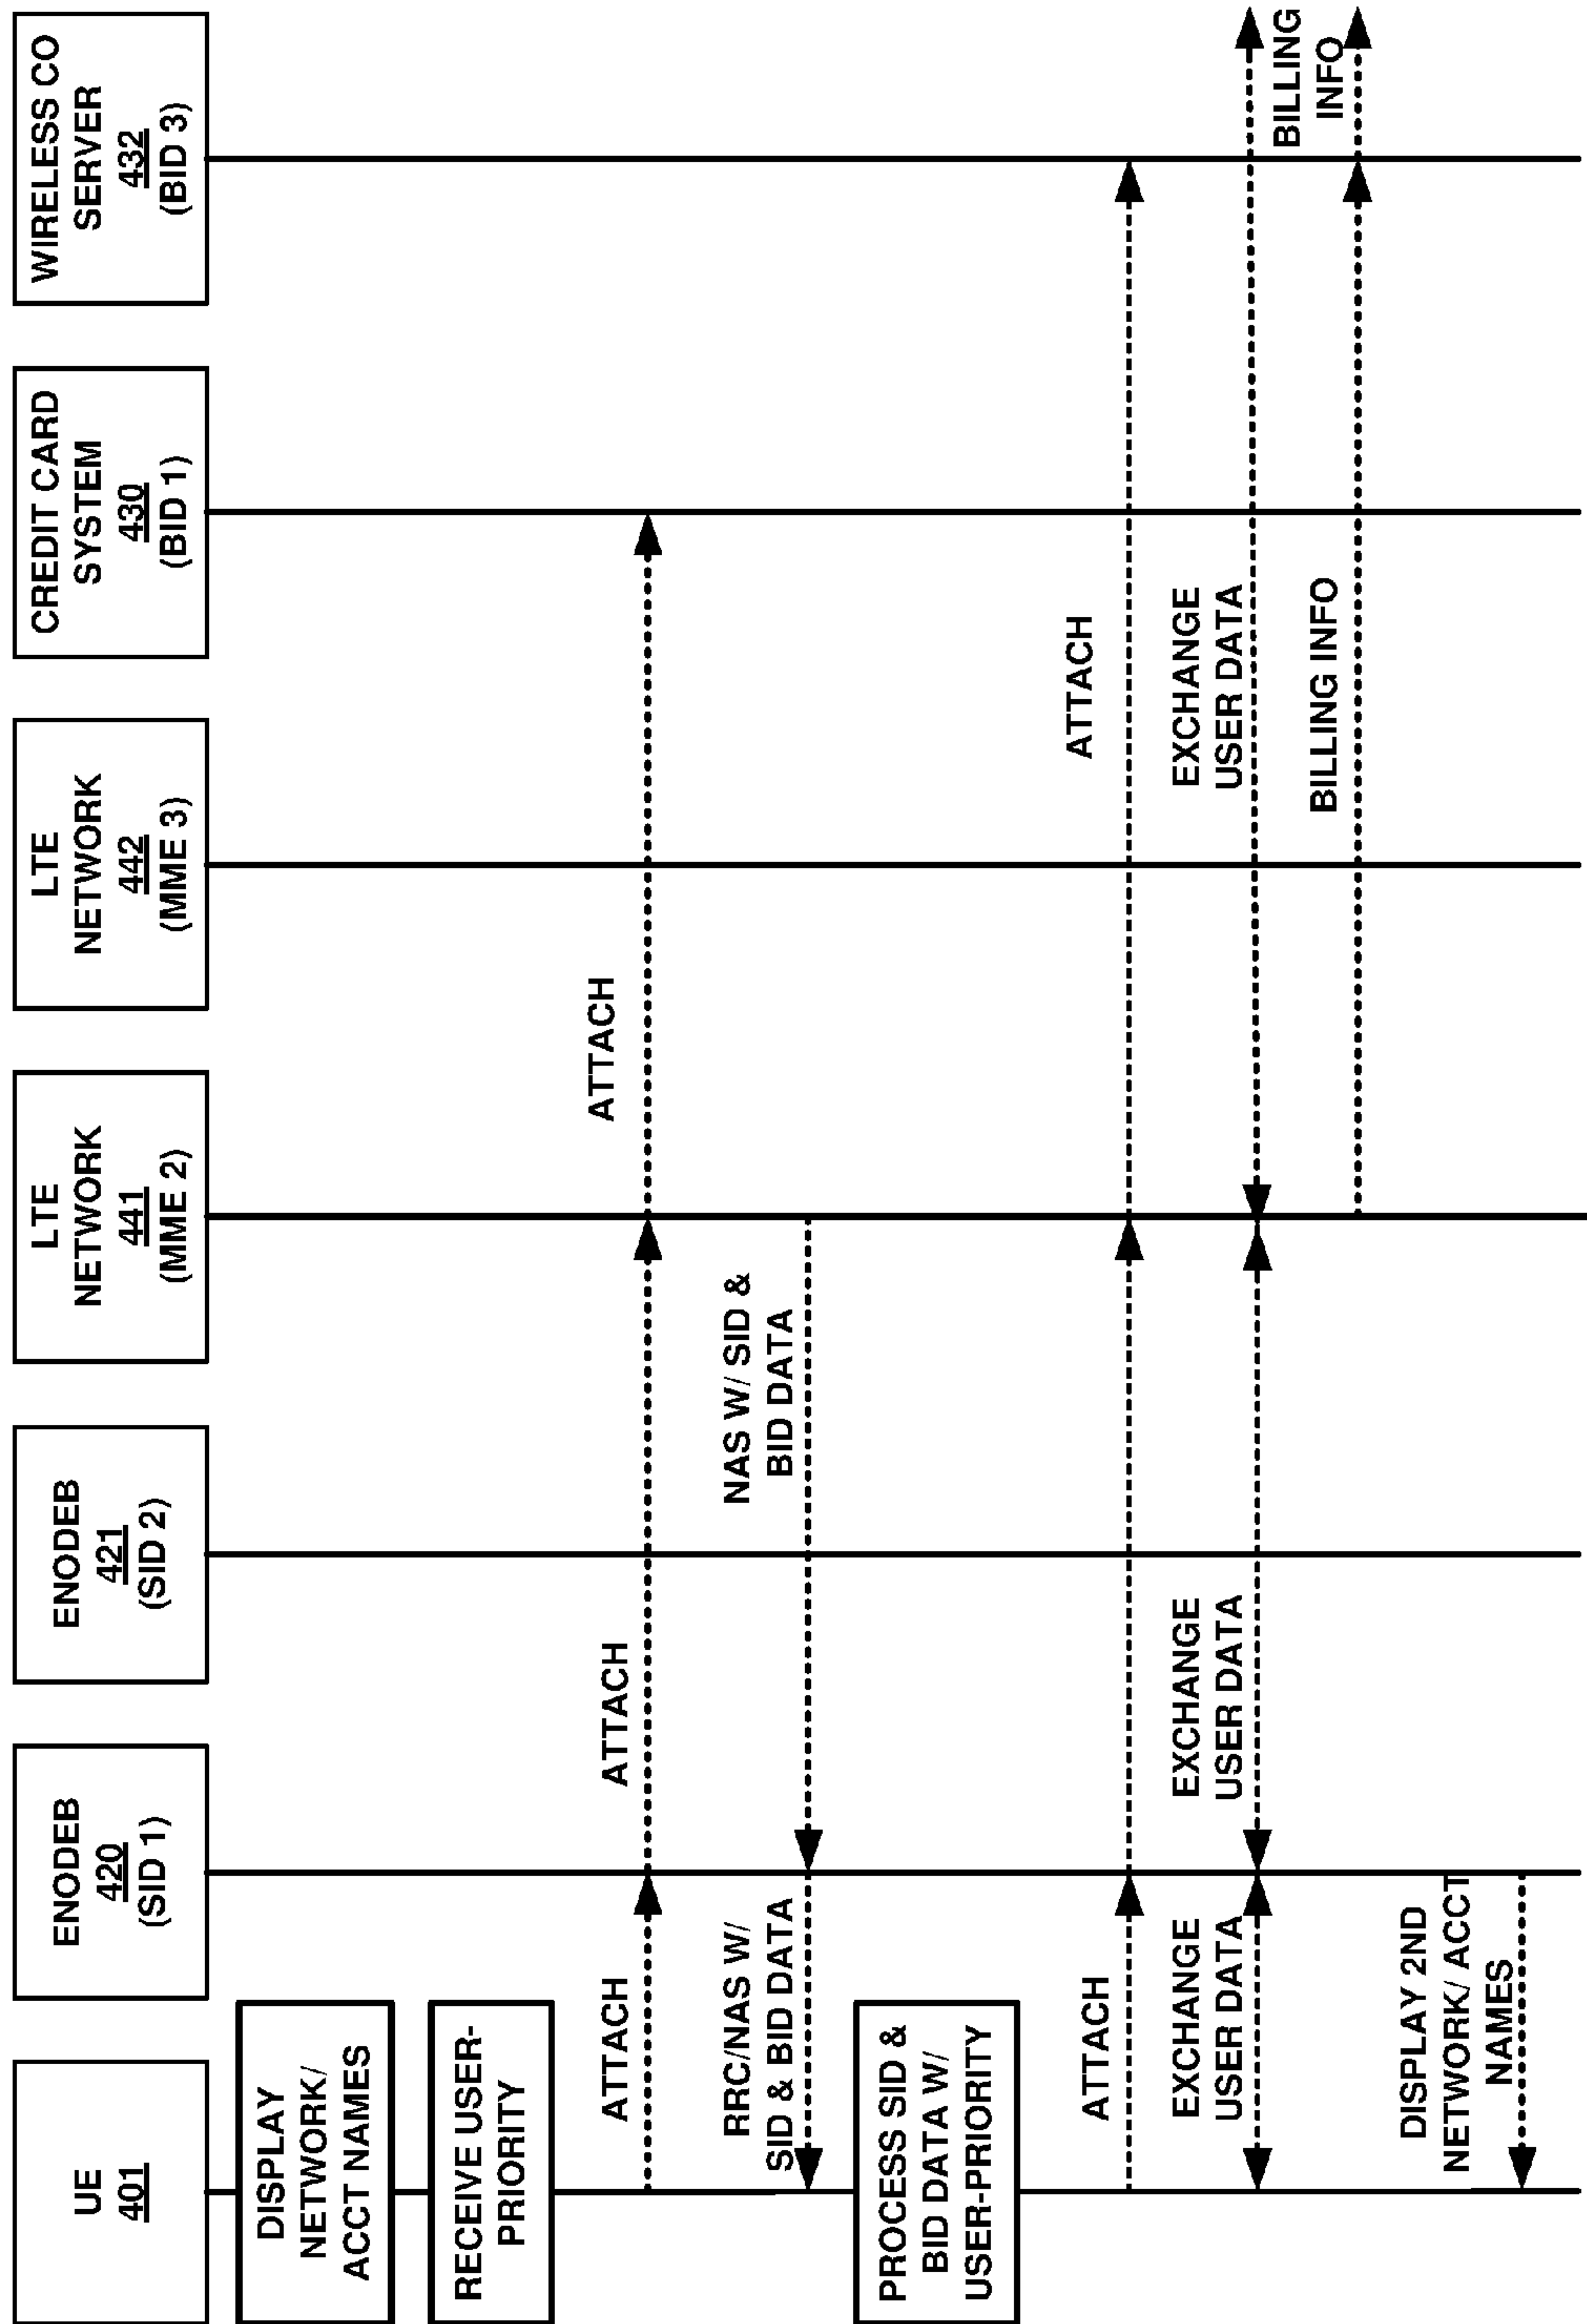 UE
401
ENODEB
420
(SID 1)
ENODEB
421
(SID 2)
LTE
NETWORK
441
(MME 2)
LTE
NETWORK
442
(MME 3)
CREDIT CARD
SYSTEM
430
(BID 1)
WIRELESS CO
SERVER
432
(BID 3)
DISPLAY
NETWORK/
ACCT NAMES
RECEIVE USER-
PRIORITY
ATTACH
ATTACH
ATTACH
RRC/NAS W/
SID & BID DATA
NAS W/ SID &
BID DATA
PROCESS SID &
BID DATA W/
USER-PRIORITY
ATTACH
ATTACH
EXCHANGE
USER DATA
EXCHANGE
USER DATA
EXCHANGE
USER DATA
BILLING INFO
BILLING
INFO
DISPLAY 2ND
NETWORK/ ACCT
NAMES